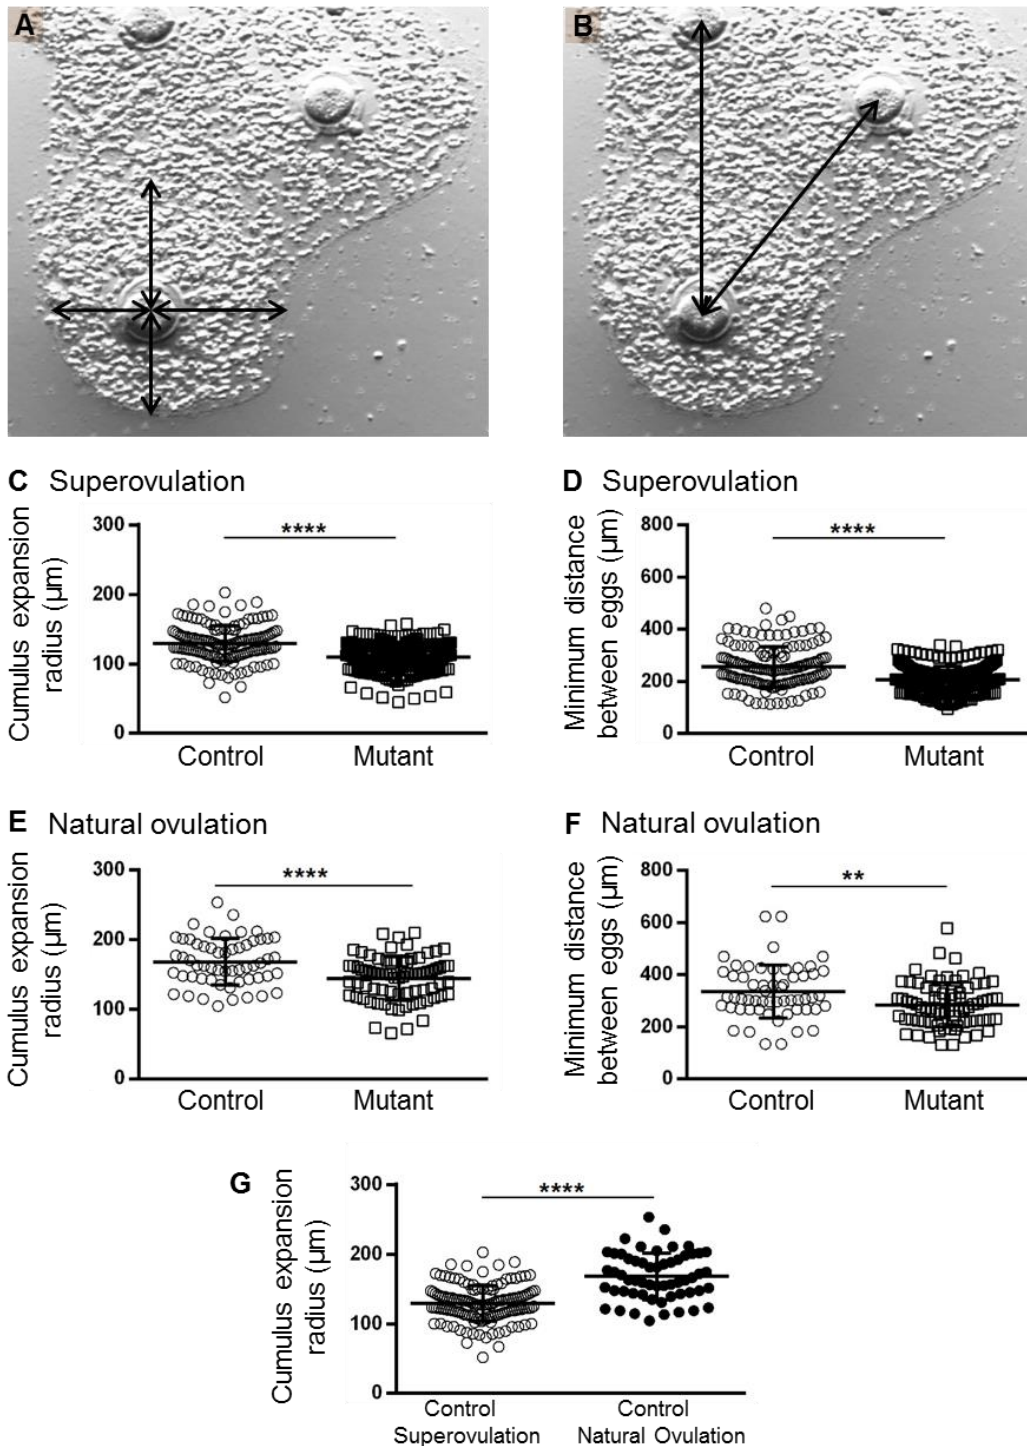 A
B
C Superovulation
Cumulus expansion
radius (µm)
300
200
100
0
****
Control
Mutant
D Superovulation
Minimum distance
between eggs (µm)
800
600
400
200
0
****
Control
Mutant
E Natural ovulation
Cumulus expansion
radius (µm)
300
200
100
0
****
Control
Mutant
F Natural ovulation
Minimum distance
between eggs (µm)
800
600
400
200
0
**
Control
Mutant
G
Cumulus expansion
radius (µm)
300
200
100
0
****
Control
Superovulation
Control
Natural Ovulation